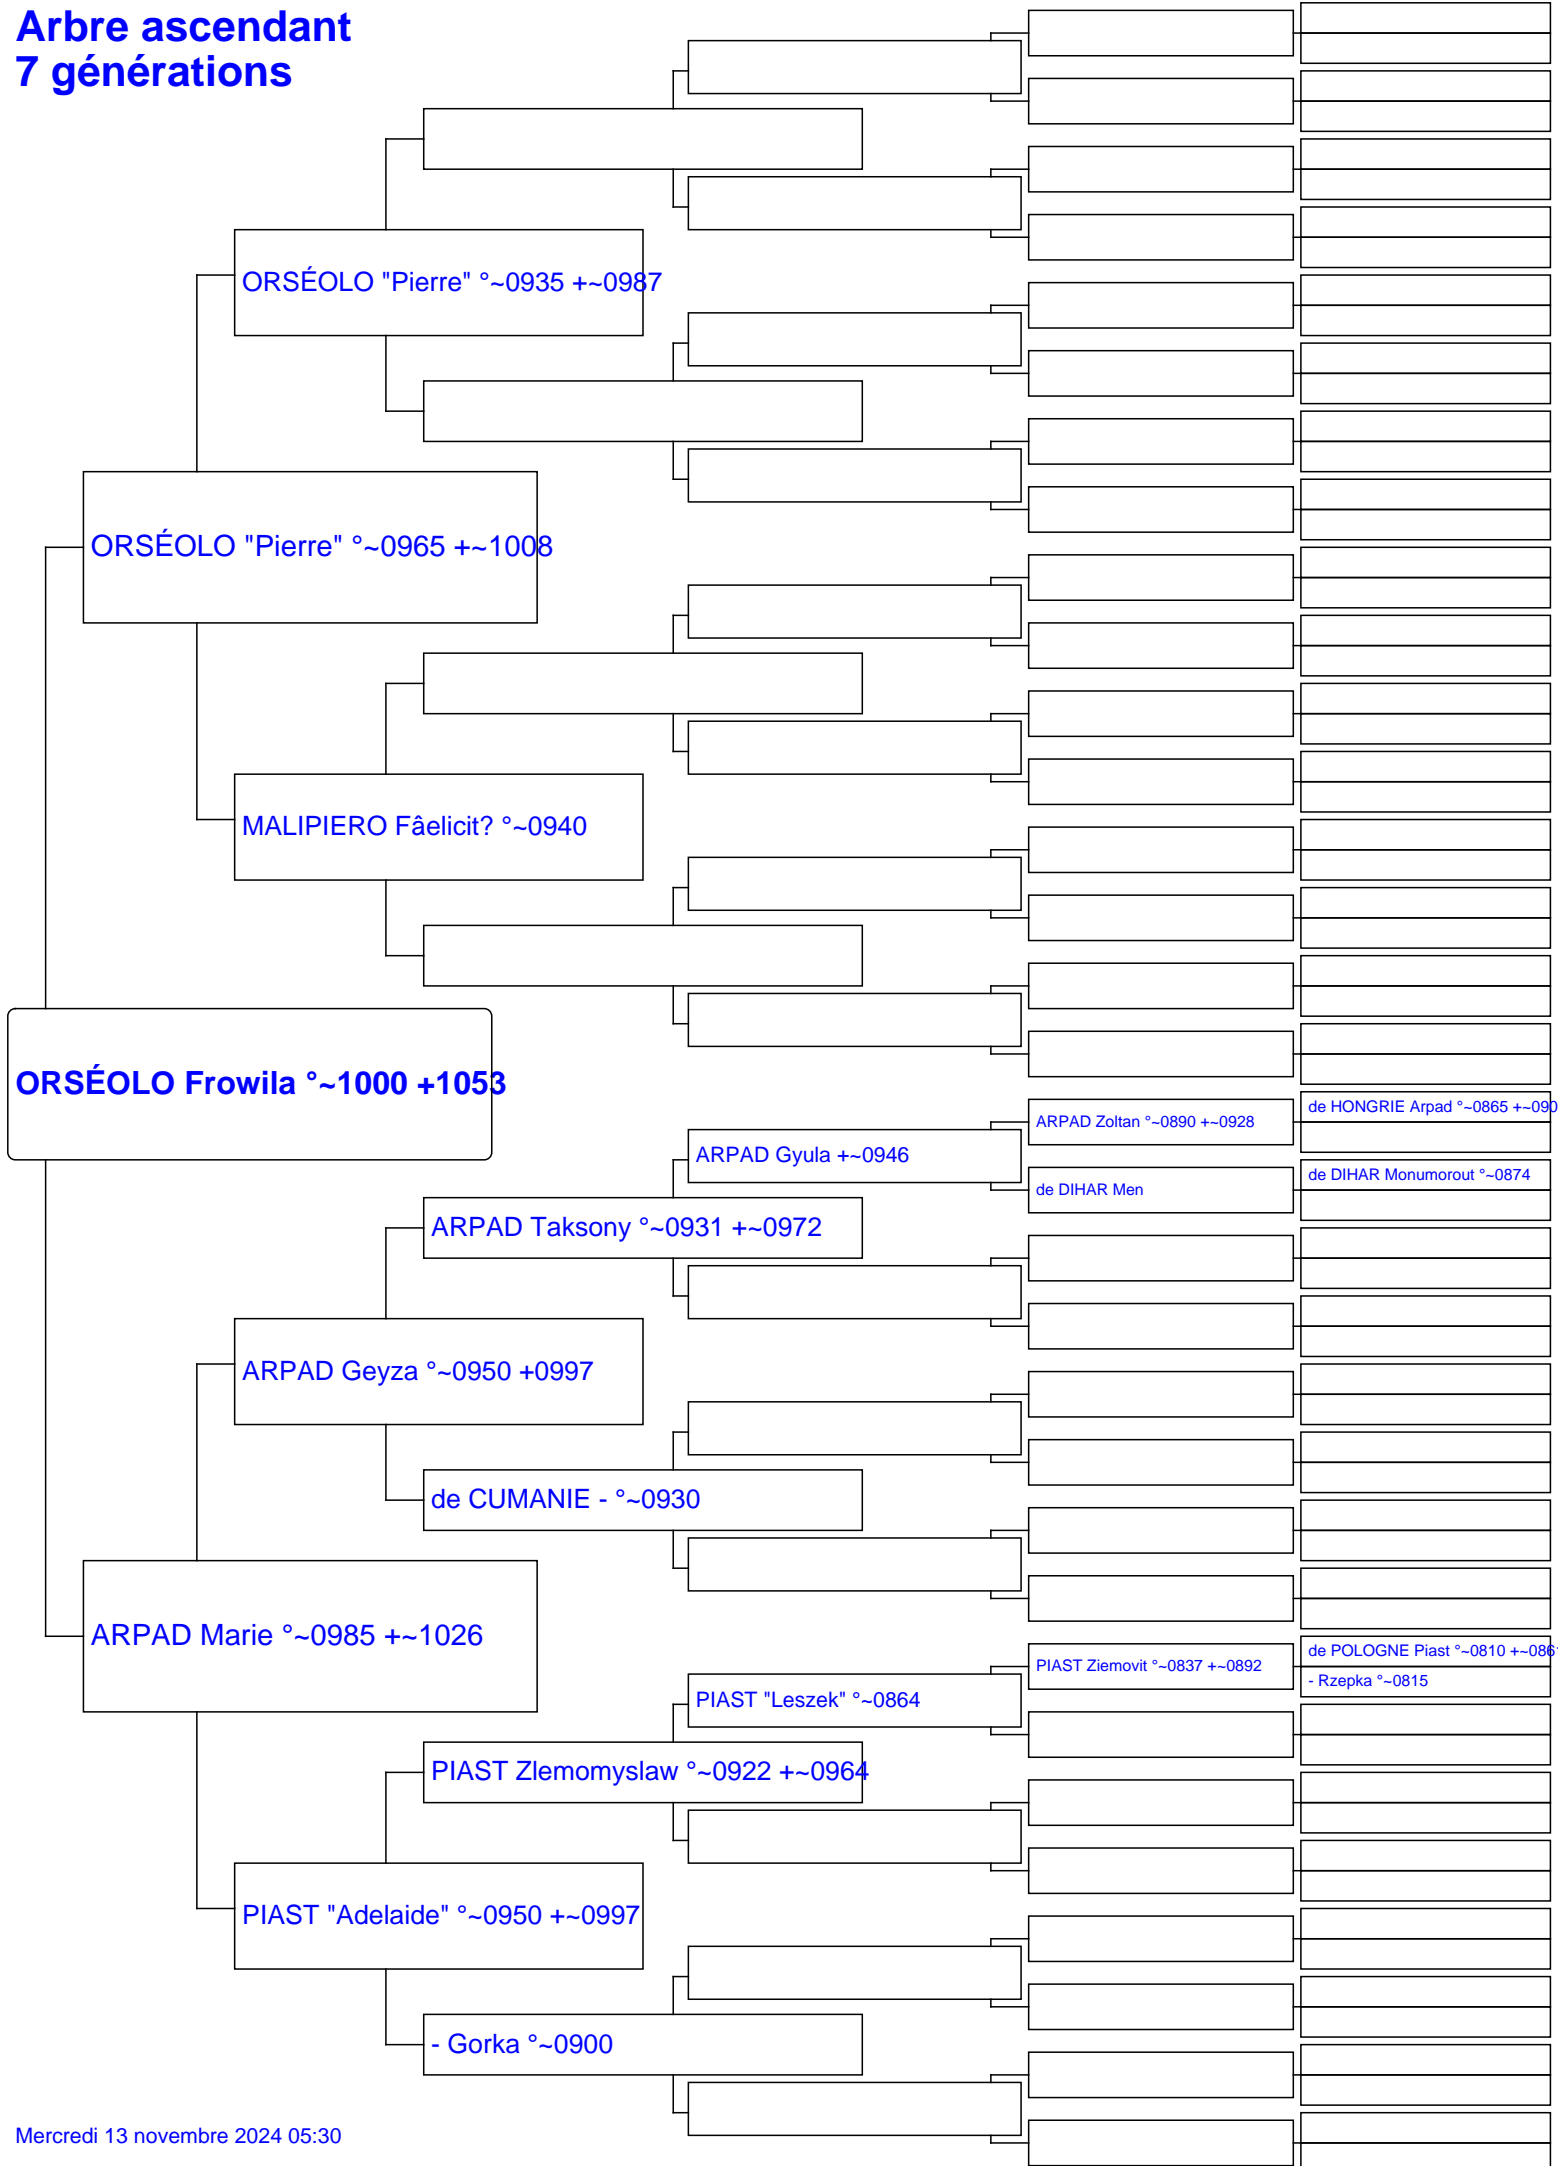 Arbre ascendant
7 générations
ORSÉOLO "Pierre" °~0935 +~0987
ORSÉOLO "Pierre" °~0965 +~1008
MALIPIERO Fâelicit? °~0940
ORSÉOLO Frowila °~1000 +1053
de HONGRIE Arpad °~0865 +~090
ARPAD Zoltan °~0890 +~0928
ARPAD Gyula +~0946
de DIHAR Monumorout °~0874
de DIHAR Men
ARPAD Taksony °~0931 +~0972
ARPAD Geyza °~0950 +0997
de CUMANIE - °~0930
ARPAD Marie °~0985 +~1026
de POLOGNE Piast °~0810 +~0861
PIAST Ziemovit °~0837 +~0892
- Rzepka °~0815
PIAST "Leszek" °~0864
PIAST Zlemomyslaw °~0922 +~0964
PIAST "Adelaide" °~0950 +~0997
- Gorka °~0900
Mercredi 13 novembre 2024 05:30